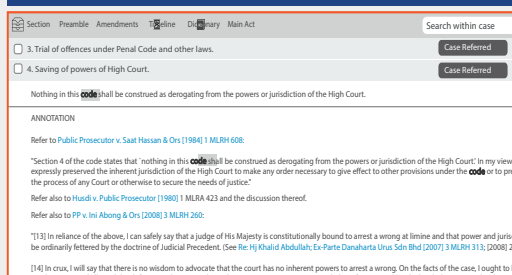 Section Preamble Amendments Timeline Dictionary Main Act Search within case
3. Trial of offences under Penal Code and other laws. Case Referred
4. Saving of powers of High Court. Case Referred
Nothing in this code shall be construed as derogating from the powers or jurisdiction of the High Court.
ANNOTATION
Refer to Public Prosecutor v. Saat Hassan & Ors [1984] 1 MLRH 608:
"Section 4 of the code states that `nothing in this code shall be construed as derogating from the powers or jurisdiction of the High Court.' In my view
expressly preserved the inherent jurisdiction of the High Court to make any order necessary to give effect to other provisions under the code or to pre
the process of any Court or otherwise to secure the needs of justice."
Refer also to Husdi v. Public Prosecutor [1980] 1 MLRA 423 and the discussion thereof.
Refer also to PP v. Ini Abong & Ors [2008] 3 MLRH 260:
"[13] In reliance of the above, I can safely say that a judge of His Majesty is constitutionally bound to arrest a wrong at limine and that power and jurisd
be ordinarily fettered by the doctrine of Judicial Precedent. (See Re: Hj Khalid Abdullah; Ex-Parte Danaharta Urus Sdn Bhd [2007] 3 MLRH 313; [2008] 2
[14] In crux, I will say that there is no wisdom to advocate that the court has no inherent powers to arrest a wrong. On the facts of the case, I ought to